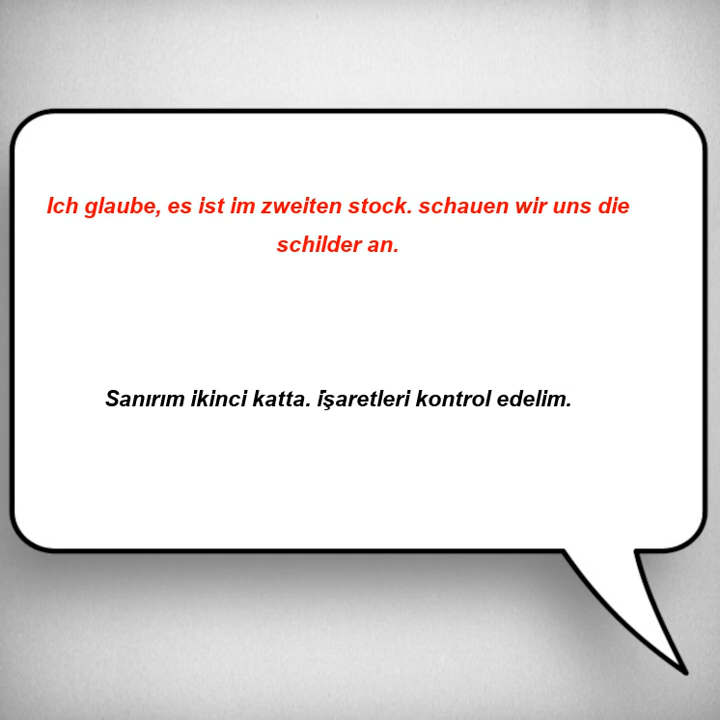 Ich glaube, es ist im zweiten stock. schauen wir uns die
schilder an.
Sanırım ikinci katta. i̇şaretleri kontrol edelim.